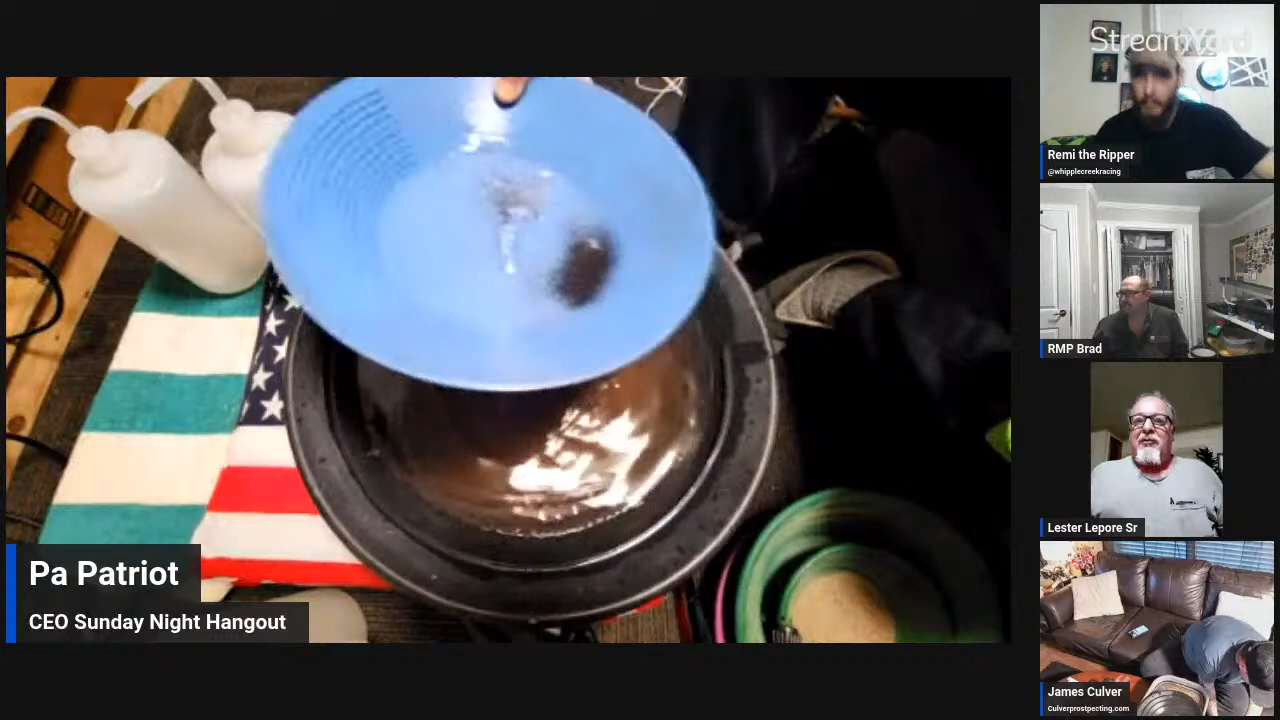 Pa Patriot
CEO Sunday Night Hangout
StreamYard
Remi the Ripper
@whipplecreekracing
RMP Brad
Lester Lepore Sr
James Culver
Culverprostpecting.com